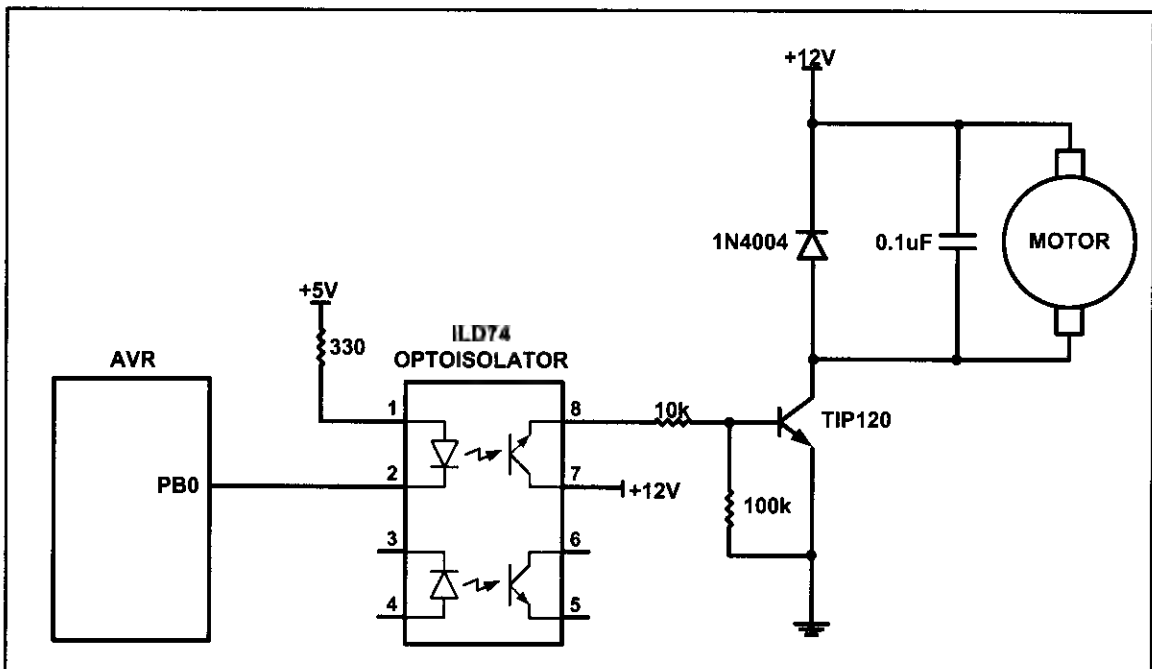 +12V
1N4004
0.1uF
MOTOR
+5V
330
ILD74
OPTOISOLATOR
AVR
1
8
10k
TIP120
PB0
2
7
+12V
100k
3
6
4
5